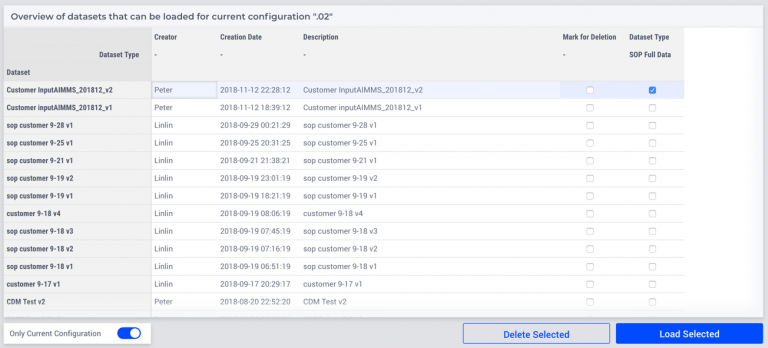 Overview of datasets that can be loaded for current configuration ".02"
Creator Creation Date Description Mark for Deletion Dataset Type
Dataset Type - - - - SOP Full Data
Dataset
Customer InputAIMMS_201812_v2 Peter 2018-11-12 22:28:12 Customer InputAIMMS_201812_v2
Customer inputAIMMS_201812_v1 Peter 2018-11-12 18:39:12 Customer inputAIMMS_201812_v1
sop customer 9-28 v1 Linlin 2018-09-29 00:21:29 sop customer 9-28 v1
sop customer 9-25 v1 Linlin 2018-09-25 20:31:25 sop customer 9-25 v1
sop customer 9-21 v1 Linlin 2018-09-21 21:38:21 sop customer 9-21 v1
sop customer 9-19 v2 Linlin 2018-09-19 23:01:19 sop customer 9-19 v2
sop customer 9-19 v1 Linlin 2018-09-19 18:21:19 sop customer 9-19 v1
customer 9-18 v4 Linlin 2018-09-19 08:06:19 customer 9-18 v4
sop customer 9-18 v3 Linlin 2018-09-19 07:45:19 sop customer 9-18 v3
sop customer 9-18 v2 Linlin 2018-09-19 07:16:19 sop customer 9-18 v2
sop customer 9-18 v1 Linlin 2018-09-19 06:51:19 sop customer 9-18 v1
customer 9-17 v1 Linlin 2018-09-17 20:29:17 customer 9-17 v1
CDM Test v2 Peter 2018-08-20 22:52:20 CDM Test v2
Only Current Configuration Delete Selected Load Selected